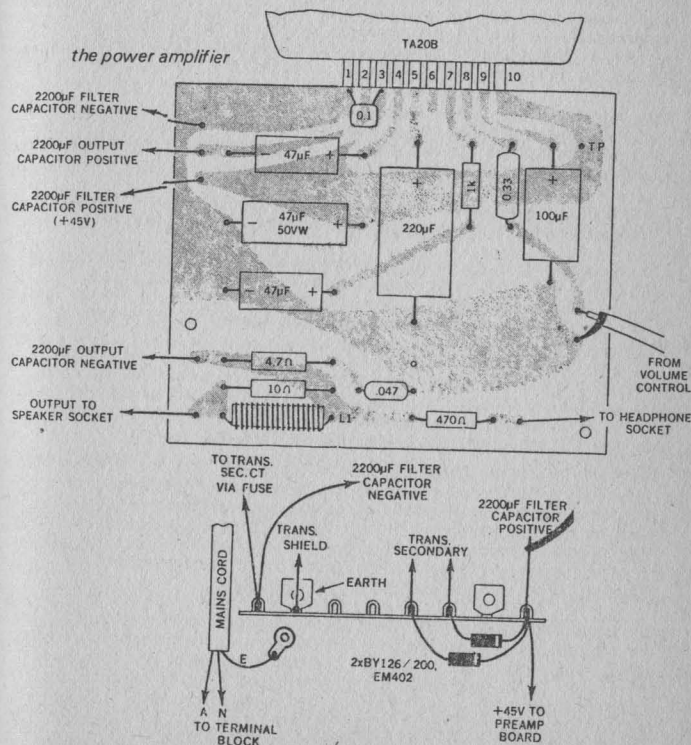 TA20B
the power amplifier
1 2 3 4 5 6 7 8 9 10
2200µF FILTER
CAPACITOR NEGATIVE
0.1
TP
2200µF OUTPUT
CAPACITOR POSITIVE
- 47µF +
2200µF FILTER
CAPACITOR POSITIVE
(+45V)
+
220µF
1k
0.33
+
100µF
- 47µF +
50VW
- 47µF +
2200µF OUTPUT
CAPACITOR NEGATIVE
4.7Ω
FROM
VOLUME
CONTROL
10Ω
.047
OUTPUT TO
SPEAKER SOCKET
L1
470Ω
TO HEADPHONE
SOCKET
TO TRANS.
SEC. CT
VIA FUSE
2200µF FILTER
CAPACITOR
NEGATIVE
2200µF FILTER
CAPACITOR
POSITIVE
TRANS.
SHIELD
TRANS.
SECONDARY
MAINS CORD
EARTH
E
2xBY126/200,
EM402
A N
TO TERMINAL
BLOCK
+45V TO
PREAMP
BOARD